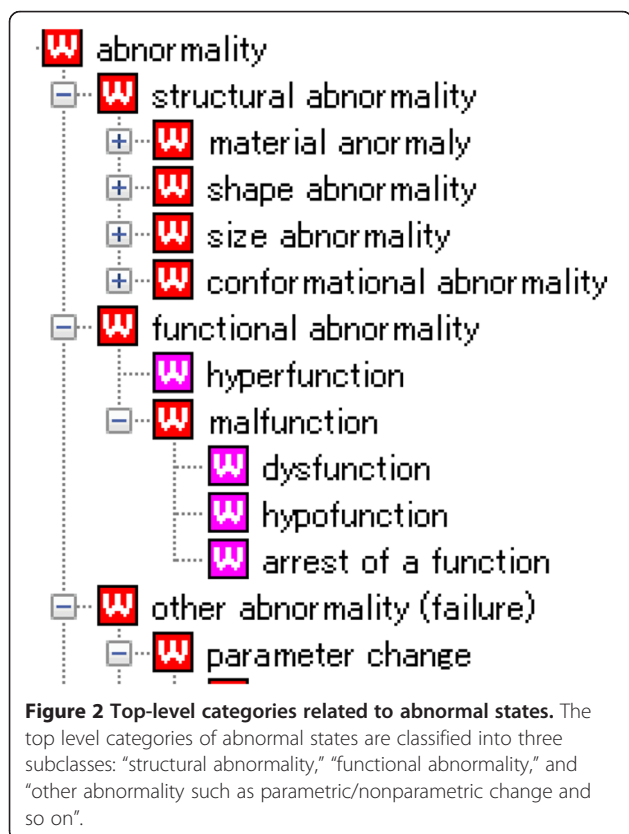 W abnormality
W structural abnormality
W material anormaly
W shape abnormality
W size abnormality
W conformational abnormality
W functional abnormality
W hyperfunction
W malfunction
W dysfunction
W hypofunction
W arrest of a function
W other abnormality (failure)
W parameter change
Figure 2 Top-level categories related to abnormal states. The
top level categories of abnormal states are classified into three
subclasses: “structural abnormality,” “functional abnormality,” and
“other abnormality such as parametric/nonparametric change and
so on”.